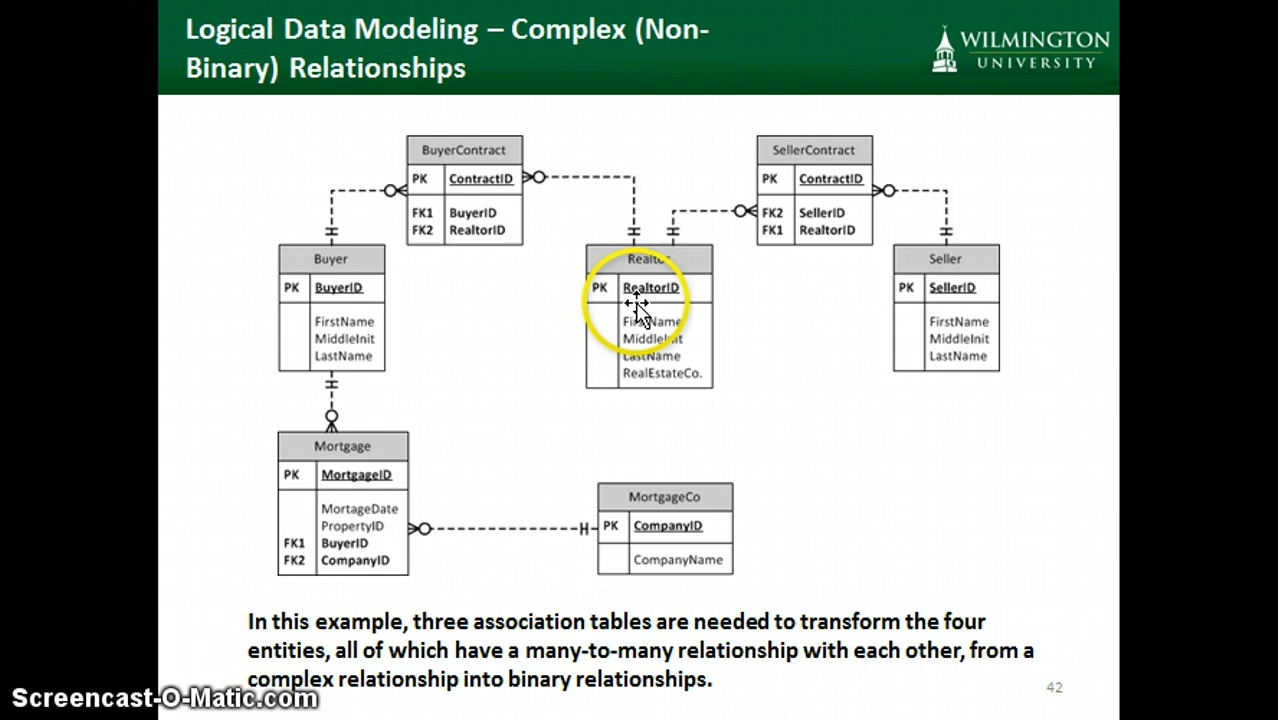 Logical Data Modeling – Complex (Non-
Binary) Relationships
WILMINGTON
UNIVERSITY
BuyerContract
PK ContractID
FK1 BuyerID
FK2 RealtorID
SellerContract
PK ContractID
FK2 SellerID
FK1 RealtorID
Buyer
PK BuyerID
FirstName
MiddleInit
LastName
Realtor
PK RealtorID
FirstName
MiddleInit
LastName
RealEstateCo.
Seller
PK SellerID
FirstName
MiddleInit
LastName
Mortgage
PK MortgageID
MortageDate
PropertyID
FK1 BuyerID
FK2 CompanyID
MortgageCo
PK CompanyID
CompanyName
In this example, three association tables are needed to transform the four
entities, all of which have a many-to-many relationship with each other, from a
complex relationship into binary relationships.
42
Screencast-O-Matic.com